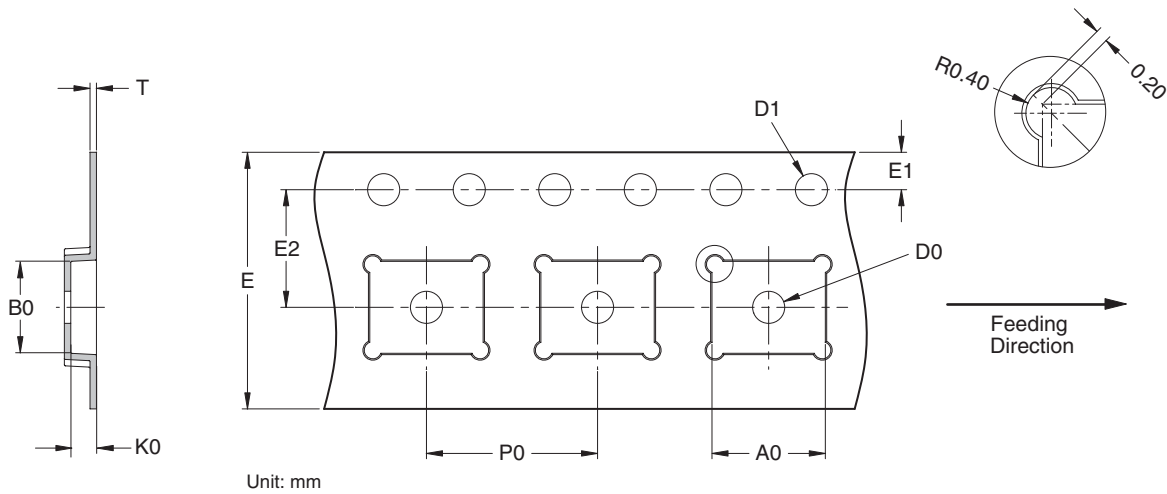 T
R0.40
0.20
D1
E1
E2
E
D0
B0
Feeding
Direction
K0
P0
A0
Unit: mm